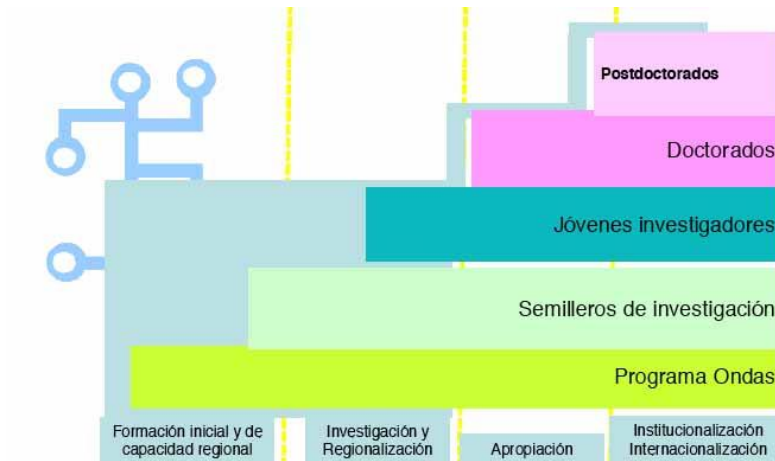 Postdoctorados
Doctorados
Jóvenes investigadores
Semilleros de investigación
Programa Ondas
Formación inicial y de
capacidad regional
Investigación y
Regionalización
Apropiación
Institucionalización
Internacionalización